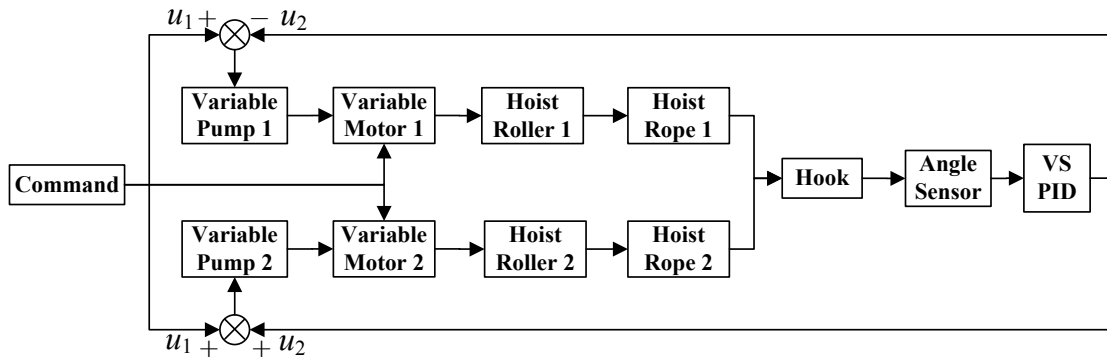 u₁ + − u₂
Variable Pump 1
Variable Motor 1
Hoist Roller 1
Hoist Rope 1
Command
Hook
Angle Sensor
VS PID
Variable Pump 2
Variable Motor 2
Hoist Roller 2
Hoist Rope 2
u₁ + + u₂